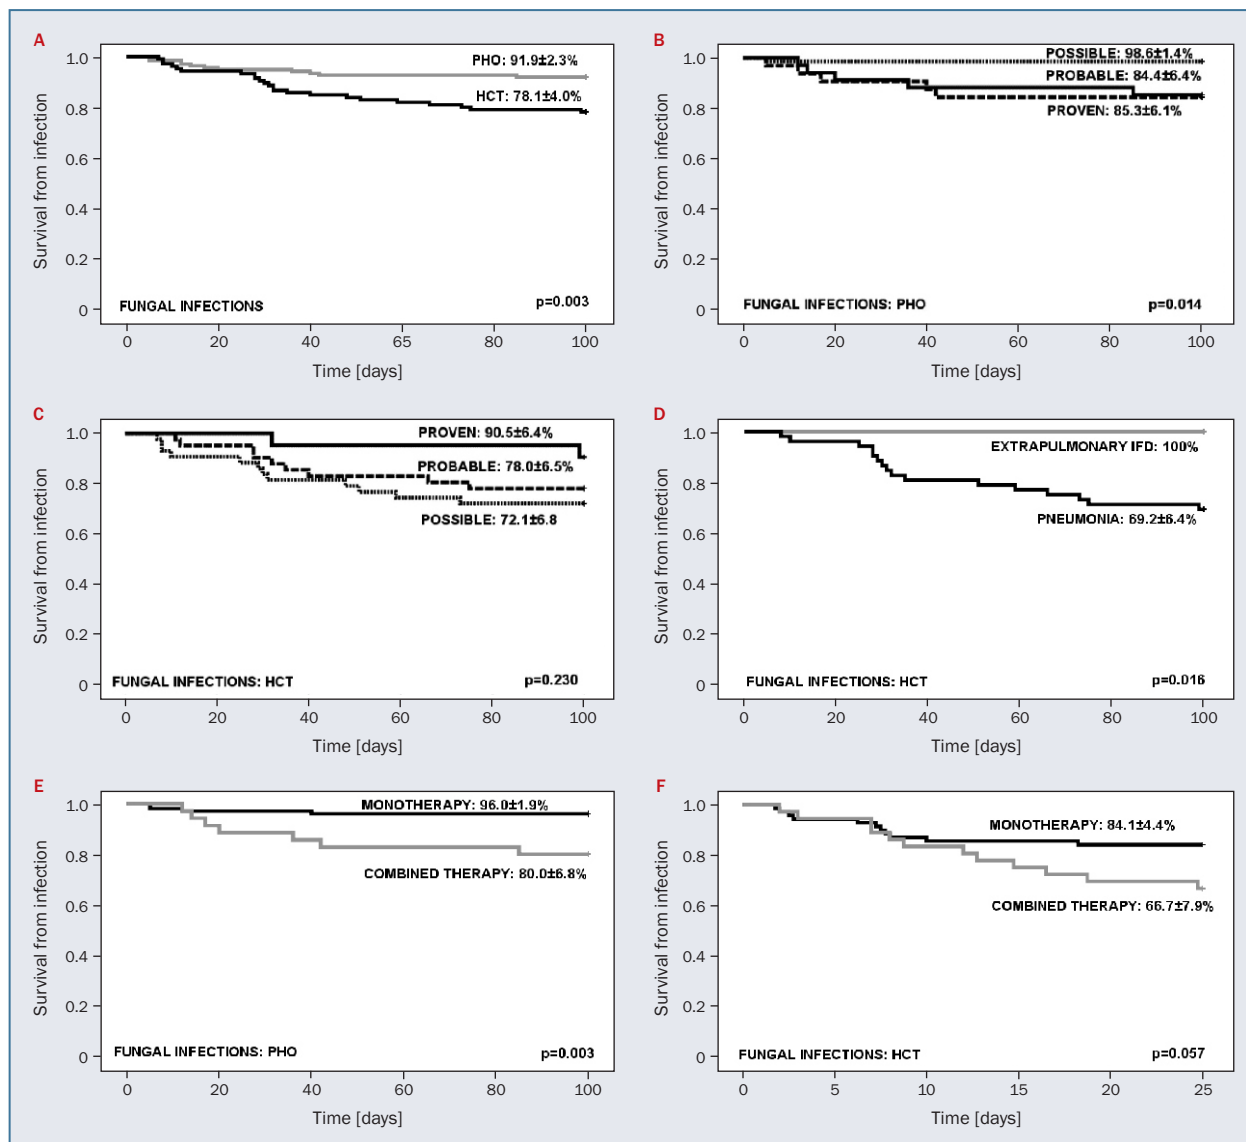 A
Survival from infection
1.0
0.8
0.6
0.4
0.2
0
PHO: 91.9±2.3%
HCT: 78.1±4.0%
FUNGAL INFECTIONS
p=0.003
0 20 40 65 80 100
Time [days]
B
Survival from infection
1.0
0.8
0.6
0.4
0.2
0
POSSIBLE: 98.6±1.4%
PROBABLE: 84.4±6.4%
PROVEN: 85.3±6.1%
FUNGAL INFECTIONS: PHO
p=0.014
0 20 40 60 80 100
Time [days]
C
Survival from infection
1.0
0.8
0.6
0.4
0.2
0
PROVEN: 90.5±6.4%
PROBABLE: 78.0±6.5%
POSSIBLE: 72.1±6.8
FUNGAL INFECTIONS: HCT
p=0.230
0 20 40 60 80 100
Time [days]
D
Survival from infection
1.0
0.8
0.6
0.4
0.2
0
EXTRAPULMONARY IFD: 100%
PNEUMONIA: 69.2±6.4%
FUNGAL INFECTIONS: HCT
p=0.016
0 20 40 60 80 100
Time [days]
E
Survival from infection
1.0
0.8
0.6
0.4
0.2
0
MONOTHERAPY: 96.0±1.9%
COMBINED THERAPY: 80.0±6.8%
FUNGAL INFECTIONS: PHO
p=0.003
0 20 40 60 80 100
Time [days]
F
Survival from infection
1.0
0.8
0.6
0.4
0.2
0
MONOTHERAPY: 84.1±4.4%
COMBINED THERAPY: 66.7±7.9%
FUNGAL INFECTIONS: HCT
p=0.057
0 5 10 15 20 25
Time [days]